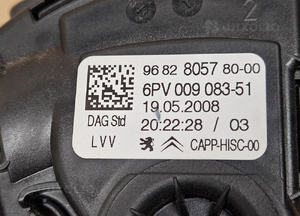 2
96 82 8057 80-00
6PV 009 083-51
19.05.2008
DAG Std
20:22:28 / 03
LVV
CAPP-HISC-00